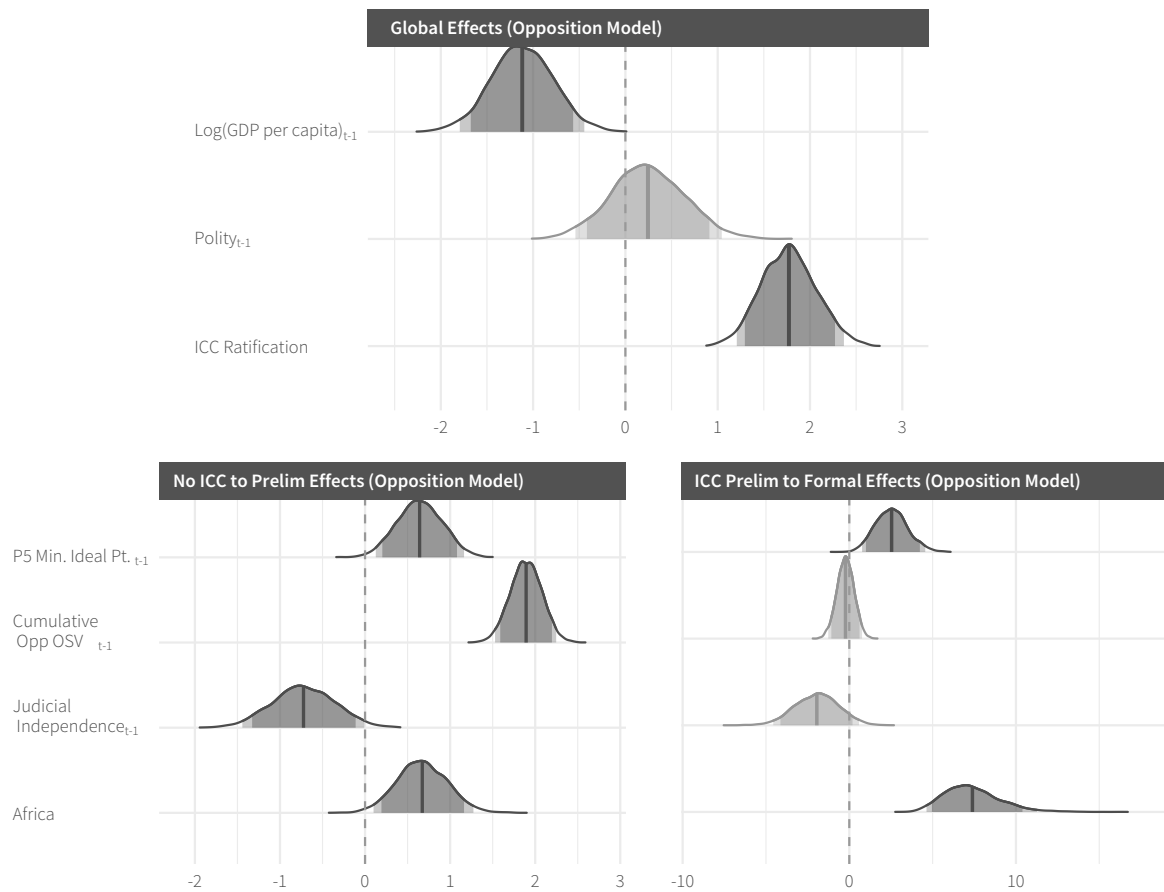 Global Effects (Opposition Model)
Log(GDP per capita)t-1
Polityt-1
ICC Ratification
-2 -1 0 1 2 3
No ICC to Prelim Effects (Opposition Model)
ICC Prelim to Formal Effects (Opposition Model)
P5 Min. Ideal Pt. t-1
Cumulative
Opp OSV t-1
Judicial
Independencet-1
Africa
-2 -1 0 1 2 3
-10 0 10